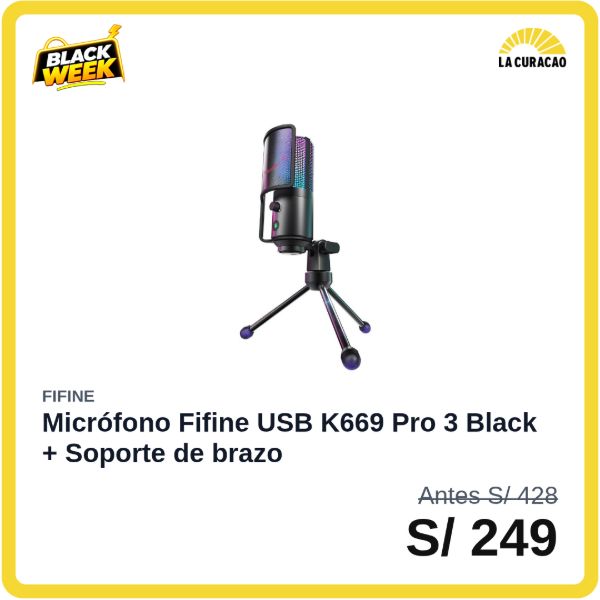 BLACK
WEEK
LA CURACAO
FIFINE
Micrófono Fifine USB K669 Pro 3 Black
+ Soporte de brazo
Antes S/ 428
S/ 249